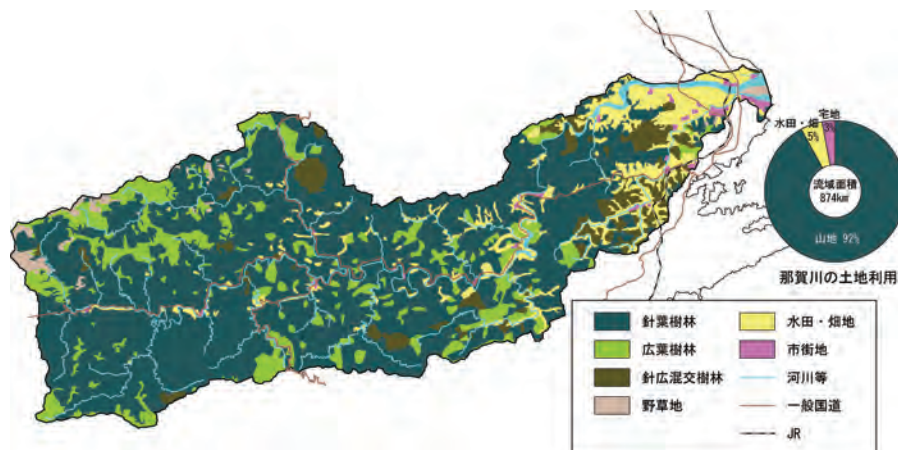 水田・畑
5%
宅地
3%
流域面積
874km²
山地 92%
那賀川の土地利用
針葉樹林
広葉樹林
針広混交樹林
野草地
水田・畑地
市街地
河川等
一般国道
JR